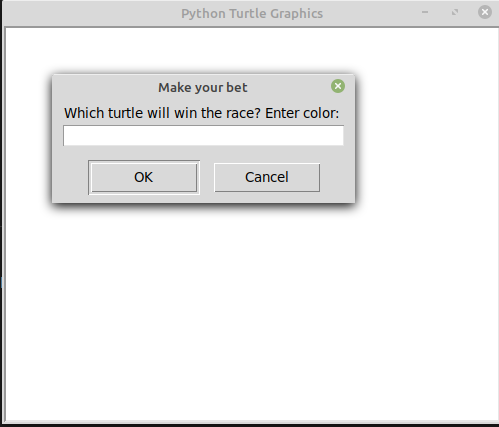 Python Turtle Graphics
Make your bet
Which turtle will win the race? Enter color:
OK
Cancel